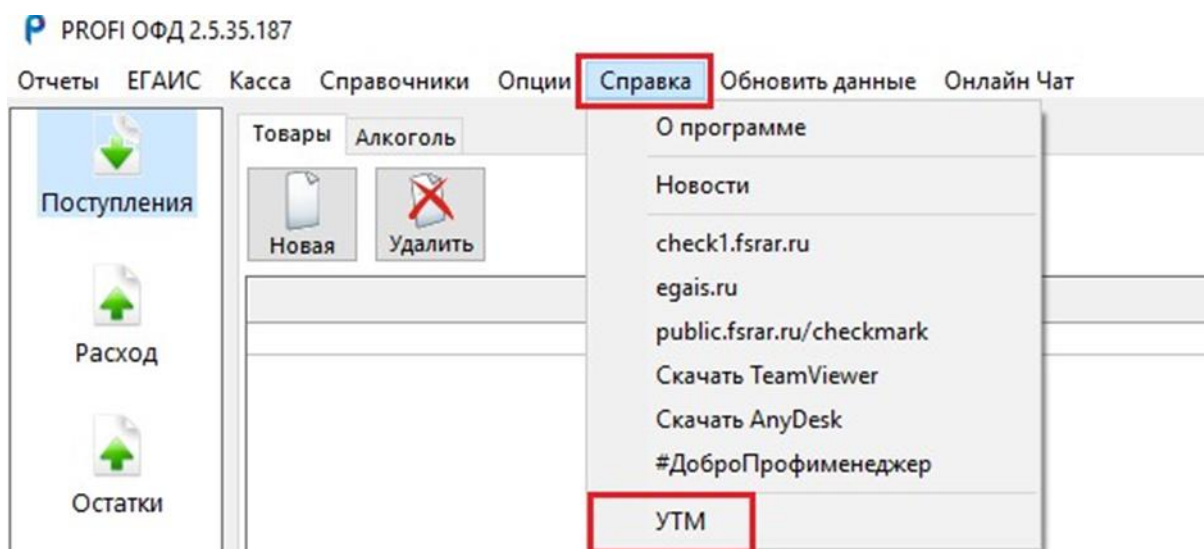 PROFI ОФД 2.5.35.187
Отчеты ЕГАИС Касса Справочники Опции Справка Обновить данные Онлайн Чат
Поступления
Расход
Остатки
Товары Алкоголь
Новая Удалить
О программе
Новости
check1.fsrar.ru
egais.ru
public.fsrar.ru/checkmark
Скачать TeamViewer
Скачать AnyDesk
#ДоброПрофименеджер
УТМ